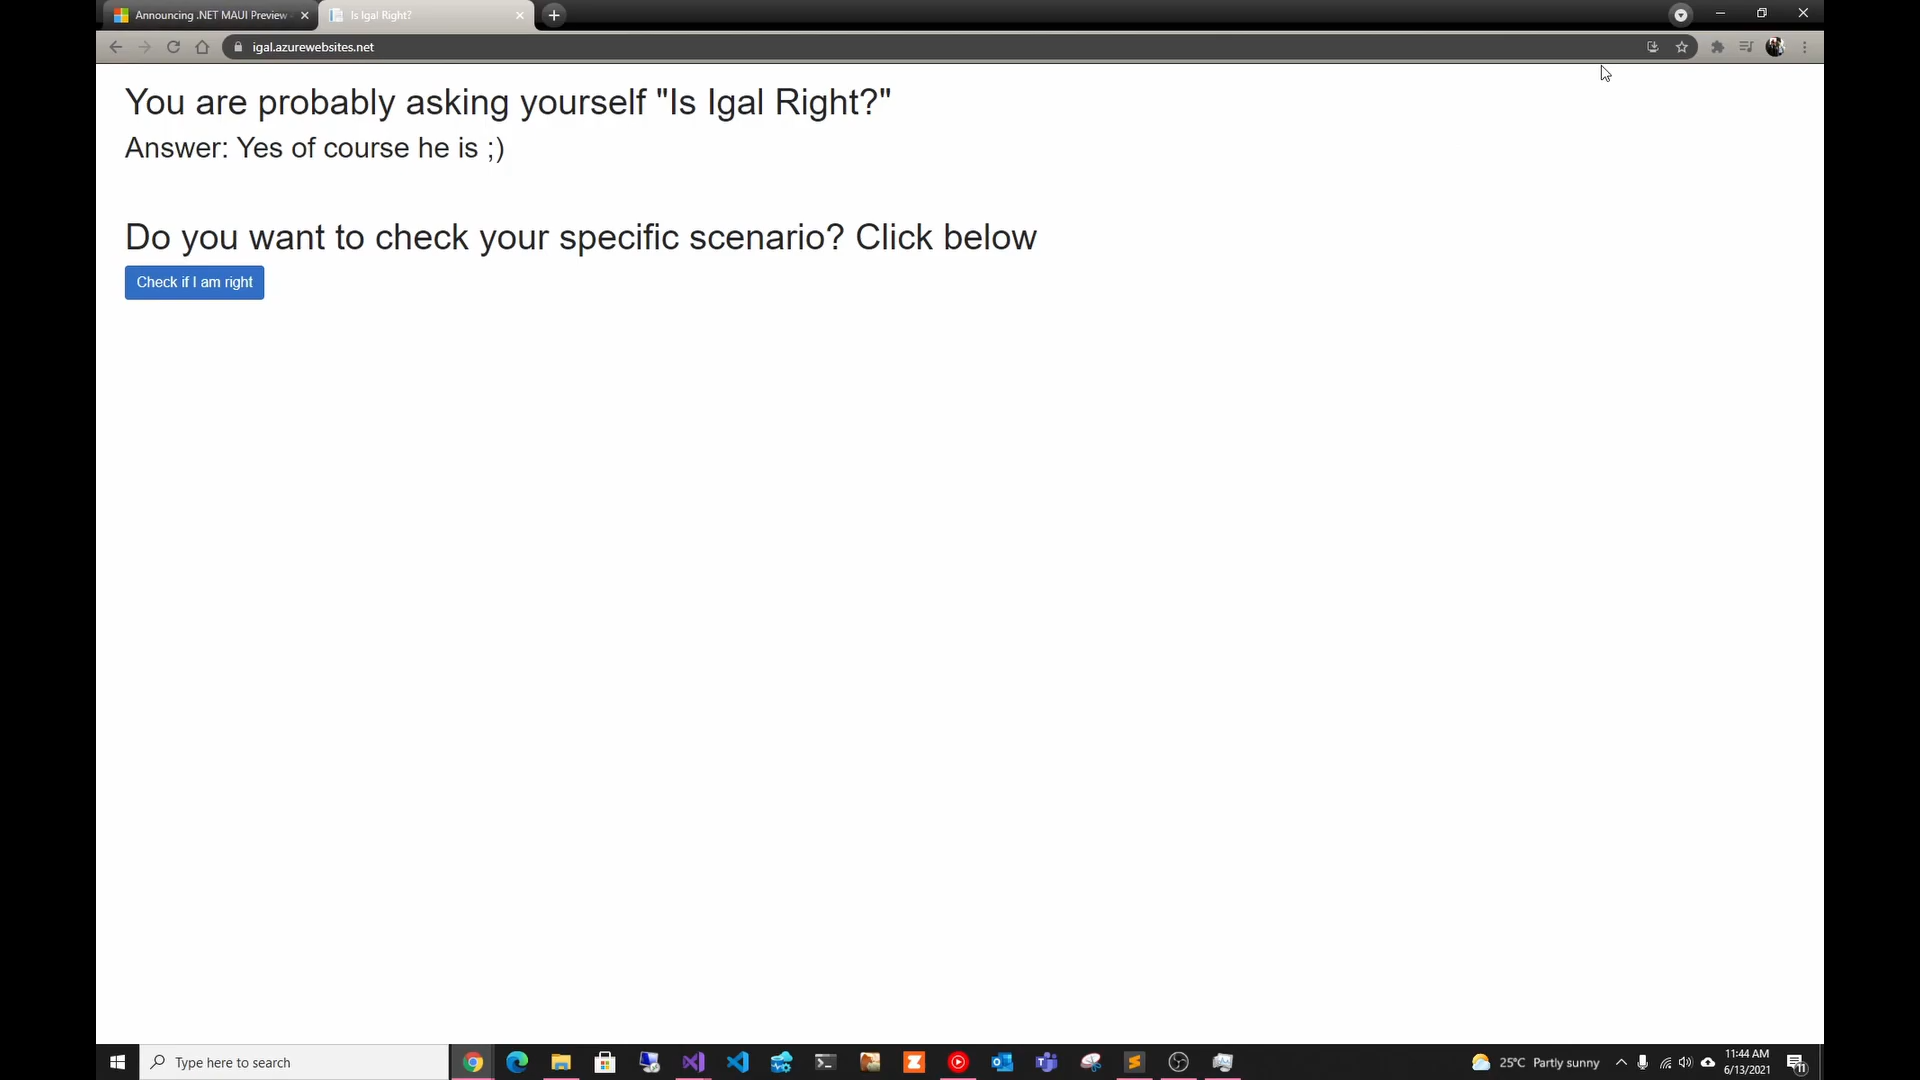 Announcing .NET MAUI Preview
Is Igal Right?
igal.azurewebsites.net
You are probably asking yourself "Is Igal Right?"
Answer: Yes of course he is ;)
Do you want to check your specific scenario? Click below
Check if I am right
Type here to search
25°C Partly sunny
11:44 AM
6/13/2021
11